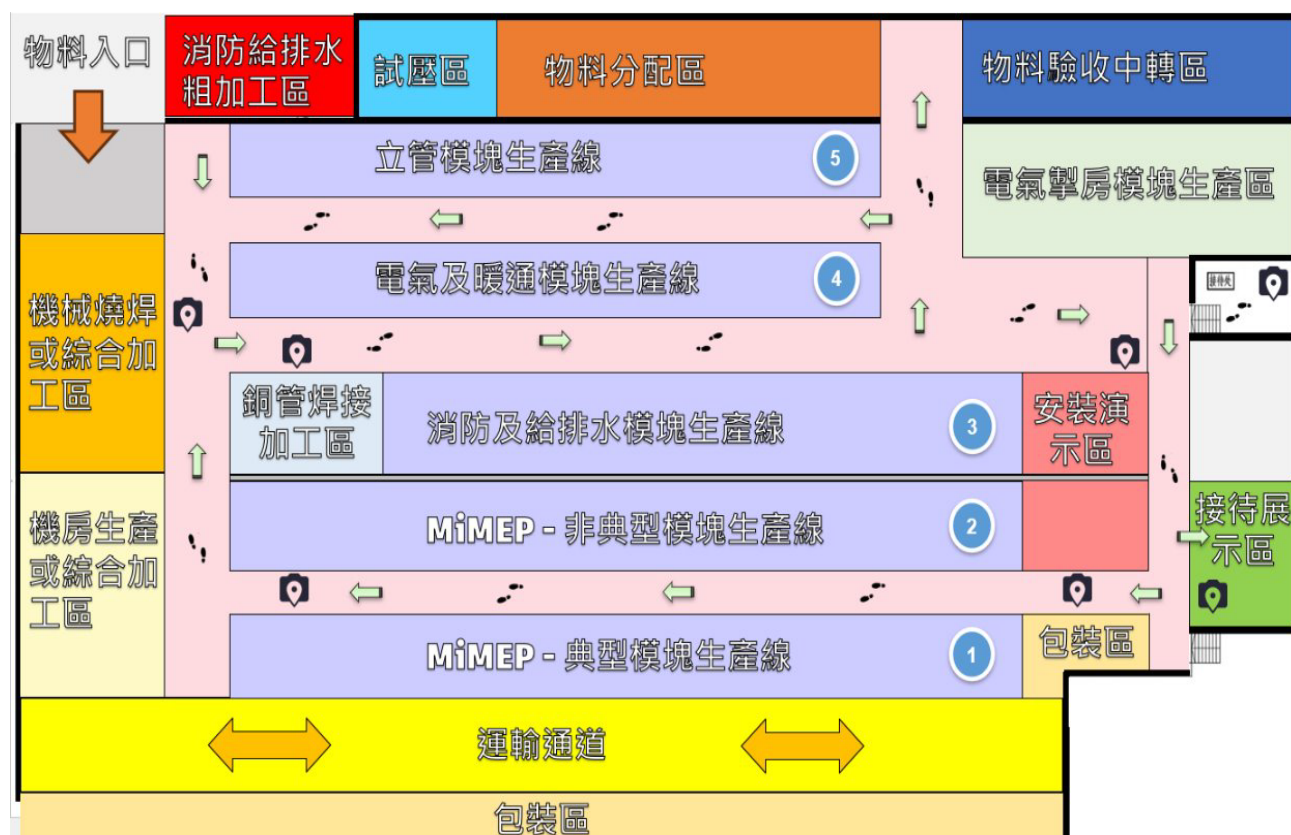 物料入口
消防給排水
粗加工區
試壓區
物料分配區
物料驗收中轉區
立管模塊生產線
5
電氣掣房模塊生產區
電氣及暖通模塊生產線
4
接待処
機械燒焊
或綜合加
工區
銅管焊接
加工區
消防及給排水模塊生產線
3
安裝演
示區
機房生產
或綜合加
工區
MiMEP - 非典型模塊生產線
2
接待展
示區
MiMEP - 典型模塊生產線
1
包裝區
運輸通道
包裝區